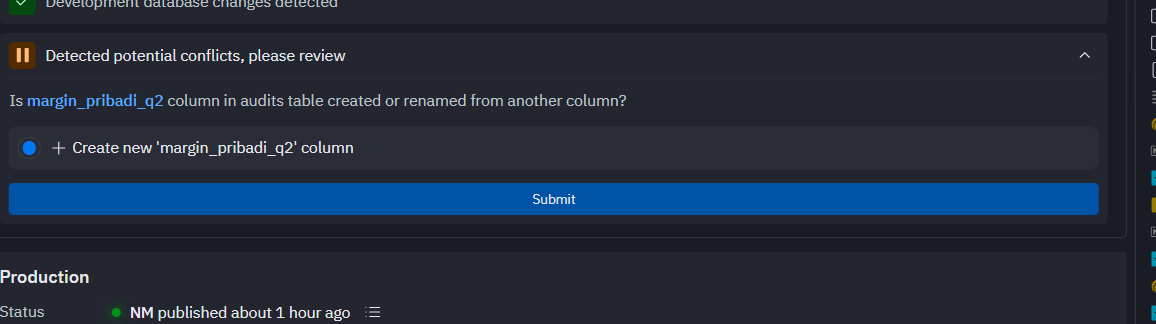 Development database changes detected
Detected potential conflicts, please review
Is margin_pribadi_q2 column in audits table created or renamed from another column?
+ Create new 'margin_pribadi_q2' column
Submit
Production
Status NM published about 1 hour ago